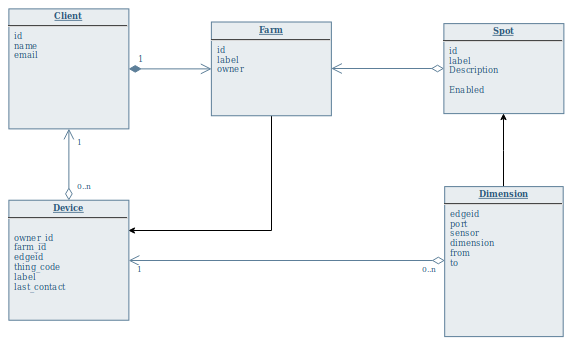 Client
id
name
email
1
Farm
id
label
owner
Spot
id
label
Description
Enabled
1
0..n
Device
owner_id
farm_id
edgeid
thing_code
label
last_contact
1
0..n
Dimension
edgeid
port
sensor
dimension
from
to